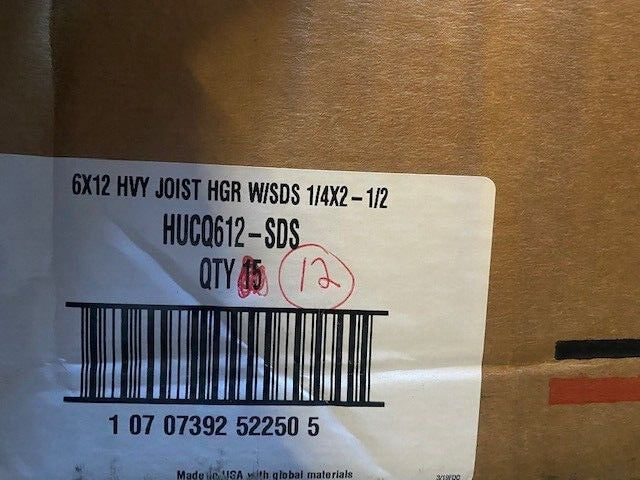 6X12 HVY JOIST HGR W/SDS 1/4X2-1/2
HUCQ612-SDS
QTY 15 12
1 07 07392 52250 5
Made in USA with global materials